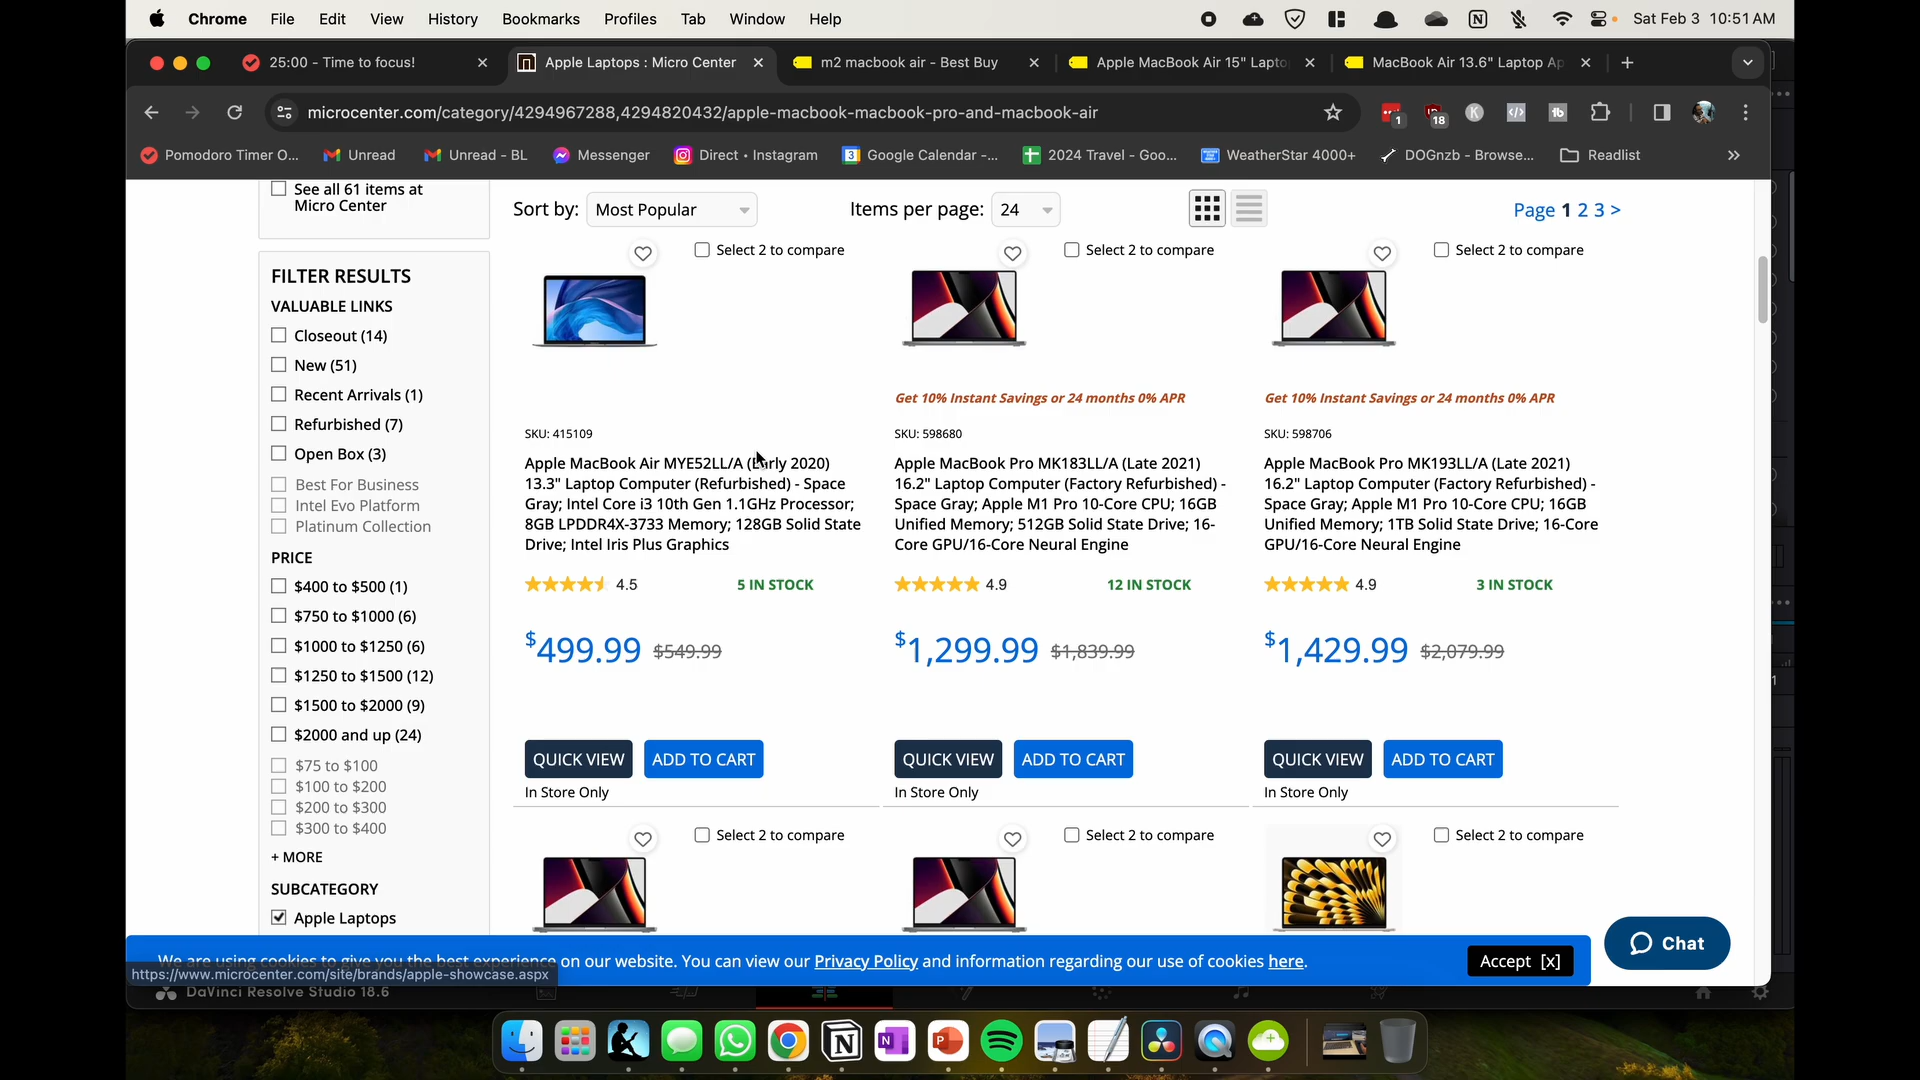 Chrome File Edit View History Bookmarks Profiles Tab Window Help Sat Feb 3 10:51 AM
25:00 - Time to focus! Apple Laptops : Micro Center m2 macbook air - Best Buy Apple MacBook Air 15" Lapto MacBook Air 13.6" Laptop Ap
microcenter.com/category/4294967288,4294820432/apple-macbook-macbook-pro-and-macbook-air 1 18
Pomodoro Timer O... Unread Unread - BL Messenger Direct • Instagram Google Calendar -... 2024 Travel - Goo... WeatherStar 4000+ DOGnzb - Browse... Readlist »
See all 61 items at
Micro Center
FILTER RESULTS
VALUABLE LINKS
Closeout (14)
New (51)
Recent Arrivals (1)
Refurbished (7)
Open Box (3)
Best For Business
Intel Evo Platform
Platinum Collection
PRICE
$400 to $500 (1)
$750 to $1000 (6)
$1000 to $1250 (6)
$1250 to $1500 (12)
$1500 to $2000 (9)
$2000 and up (24)
$75 to $100
$100 to $200
$200 to $300
$300 to $400
+ MORE
SUBCATEGORY
Apple Laptops
Sort by: Most Popular Items per page: 24 Page 1 2 3 >
Select 2 to compare
SKU: 415109
Apple MacBook Air MYE52LL/A (Early 2020)
13.3" Laptop Computer (Refurbished) - Space
Gray; Intel Core i3 10th Gen 1.1GHz Processor;
8GB LPDDR4X-3733 Memory; 128GB Solid State
Drive; Intel Iris Plus Graphics
4.5 5 IN STOCK
$499.99 $549.99
QUICK VIEW ADD TO CART
In Store Only
Select 2 to compare
Get 10% Instant Savings or 24 months 0% APR
SKU: 598680
Apple MacBook Pro MK183LL/A (Late 2021)
16.2" Laptop Computer (Factory Refurbished) -
Space Gray; Apple M1 Pro 10-Core CPU; 16GB
Unified Memory; 512GB Solid State Drive; 16-
Core GPU/16-Core Neural Engine
4.9 12 IN STOCK
$1,299.99 $1,839.99
QUICK VIEW ADD TO CART
In Store Only
Select 2 to compare
Get 10% Instant Savings or 24 months 0% APR
SKU: 598706
Apple MacBook Pro MK193LL/A (Late 2021)
16.2" Laptop Computer (Factory Refurbished) -
Space Gray; Apple M1 Pro 10-Core CPU; 16GB
Unified Memory; 1TB Solid State Drive; 16-Core
GPU/16-Core Neural Engine
4.9 3 IN STOCK
$1,429.99 $2,079.99
QUICK VIEW ADD TO CART
In Store Only
Select 2 to compare Select 2 to compare Select 2 to compare
We are using cookies to give you the best experience on our website. You can view our Privacy Policy and information regarding our use of cookies here. Accept [x]
Chat
https://www.microcenter.com/site/brands/apple-showcase.aspx
DaVinci Resolve Studio 18.6